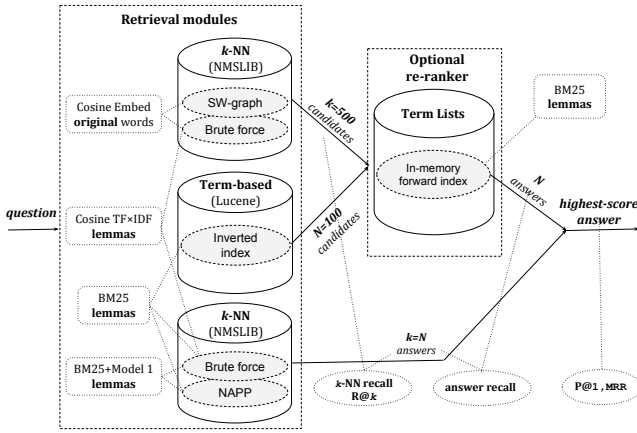 Retrieval modules
k-NN
(NMSLIB)
SW-graph
Brute force
Cosine Embed
original words
Term-based
(Lucene)
Inverted
index
question
Cosine TF×IDF
lemmas
BM25
lemmas
k-NN
(NMSLIB)
Brute force
NAPP
BM25+Model 1
lemmas
k=500
candidates
N=100
candidates
Optional
re-ranker
Term Lists
In-memory
forward index
BM25
lemmas
N
answers
highest-score
answer
k=N
answers
k-NN recall
R@k
answer recall
P@1,MRR